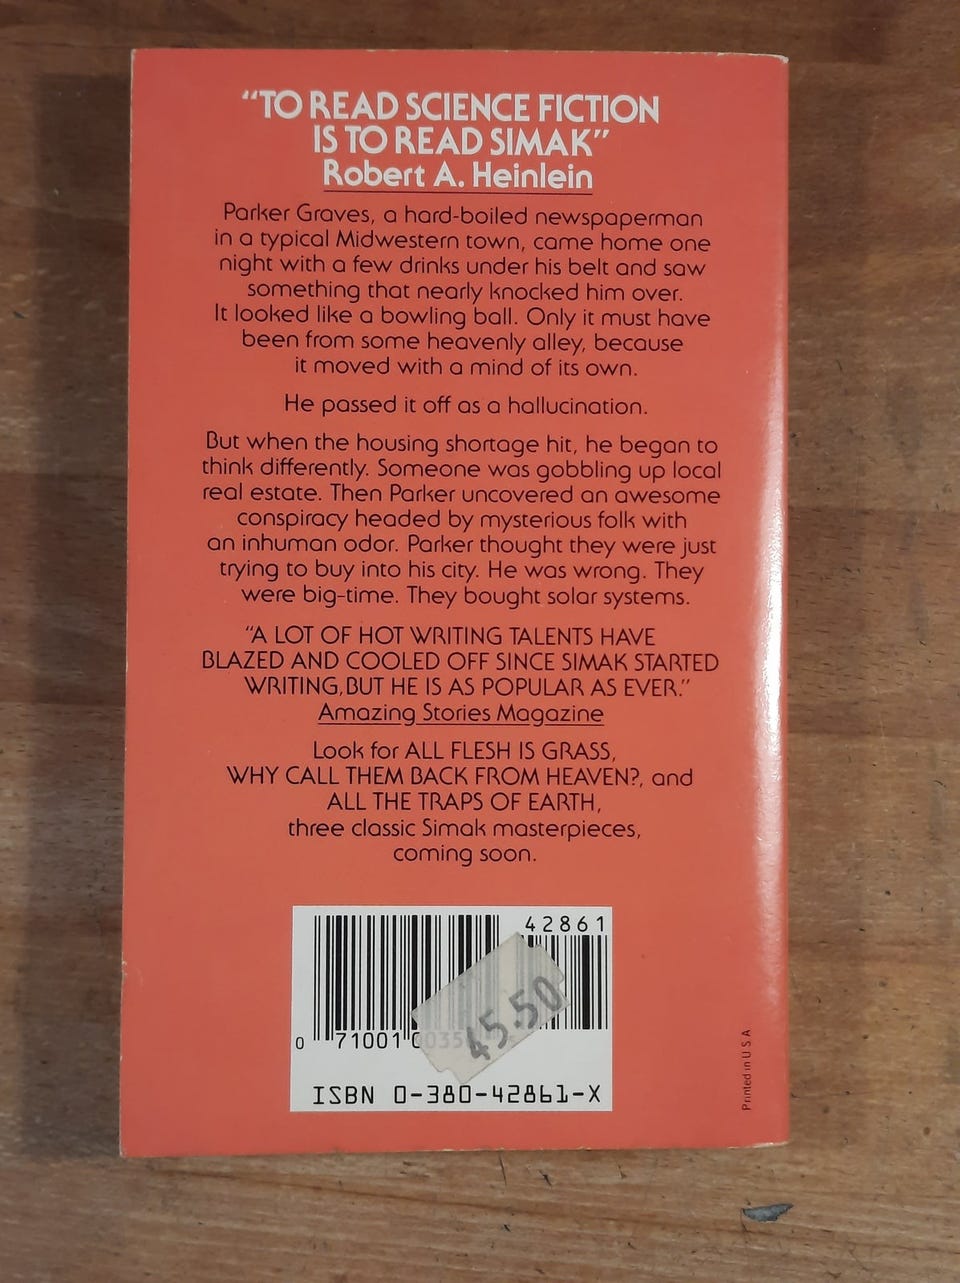 “TO READ SCIENCE FICTION
IS TO READ SIMAK”
Robert A. Heinlein
Parker Graves, a hard-boiled newspaperman
in a typical Midwestern town, came home one
night with a few drinks under his belt and saw
something that nearly knocked him over.
It looked like a bowling ball. Only it must have
been from some heavenly alley, because
it moved with a mind of its own.
He passed it off as a hallucination.
But when the housing shortage hit, he began to
think differently. Someone was gobbling up local
real estate. Then Parker uncovered an awesome
conspiracy headed by mysterious folk with
an inhuman odor. Parker thought they were just
trying to buy into his city. He was wrong. They
were big-time. They bought solar systems.
“A LOT OF HOT WRITING TALENTS HAVE
BLAZED AND COOLED OFF SINCE SIMAK STARTED
WRITING, BUT HE IS AS POPULAR AS EVER.”
Amazing Stories Magazine
Look for ALL FLESH IS GRASS,
WHY CALL THEM BACK FROM HEAVEN?, and
ALL THE TRAPS OF EARTH,
three classic Simak masterpieces,
coming soon.
42861
45.50
0 71001
ISBN 0-380-42861-X
Printed in U S A